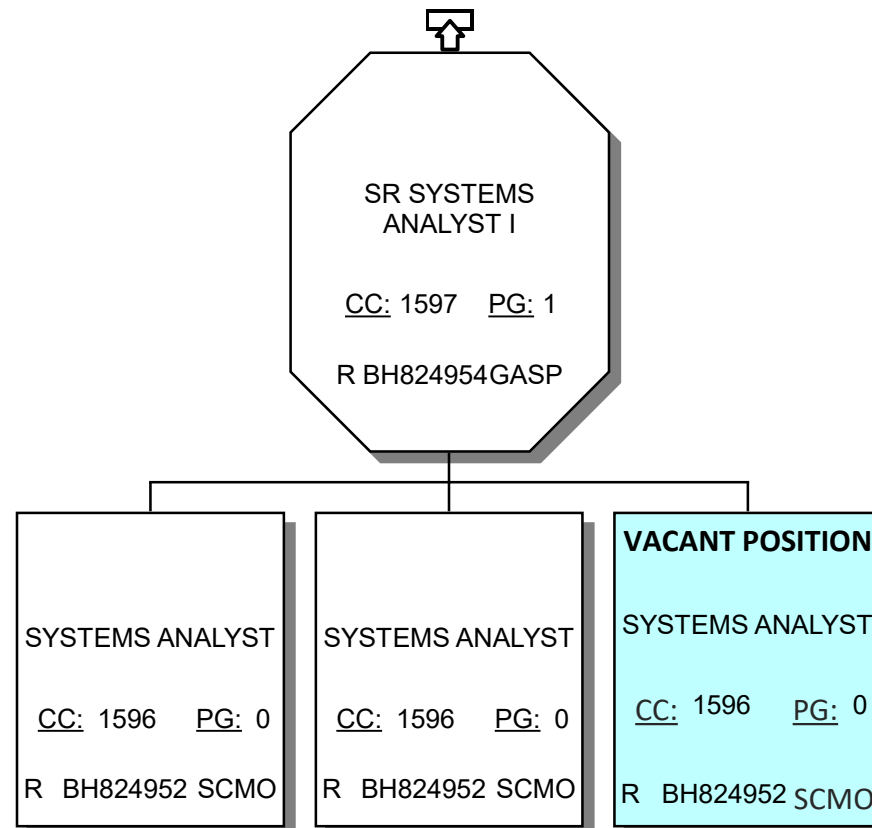 SR SYSTEMS
ANALYST I
CC: 1597 PG: 1
R BH824954GASP
SYSTEMS ANALYST
CC: 1596 PG: 0
R BH824952 SCMO
SYSTEMS ANALYST
CC: 1596 PG: 0
R BH824952 SCMO
VACANT POSITION
SYSTEMS ANALYST
CC: 1596 PG: 0
R BH824952 SCMO